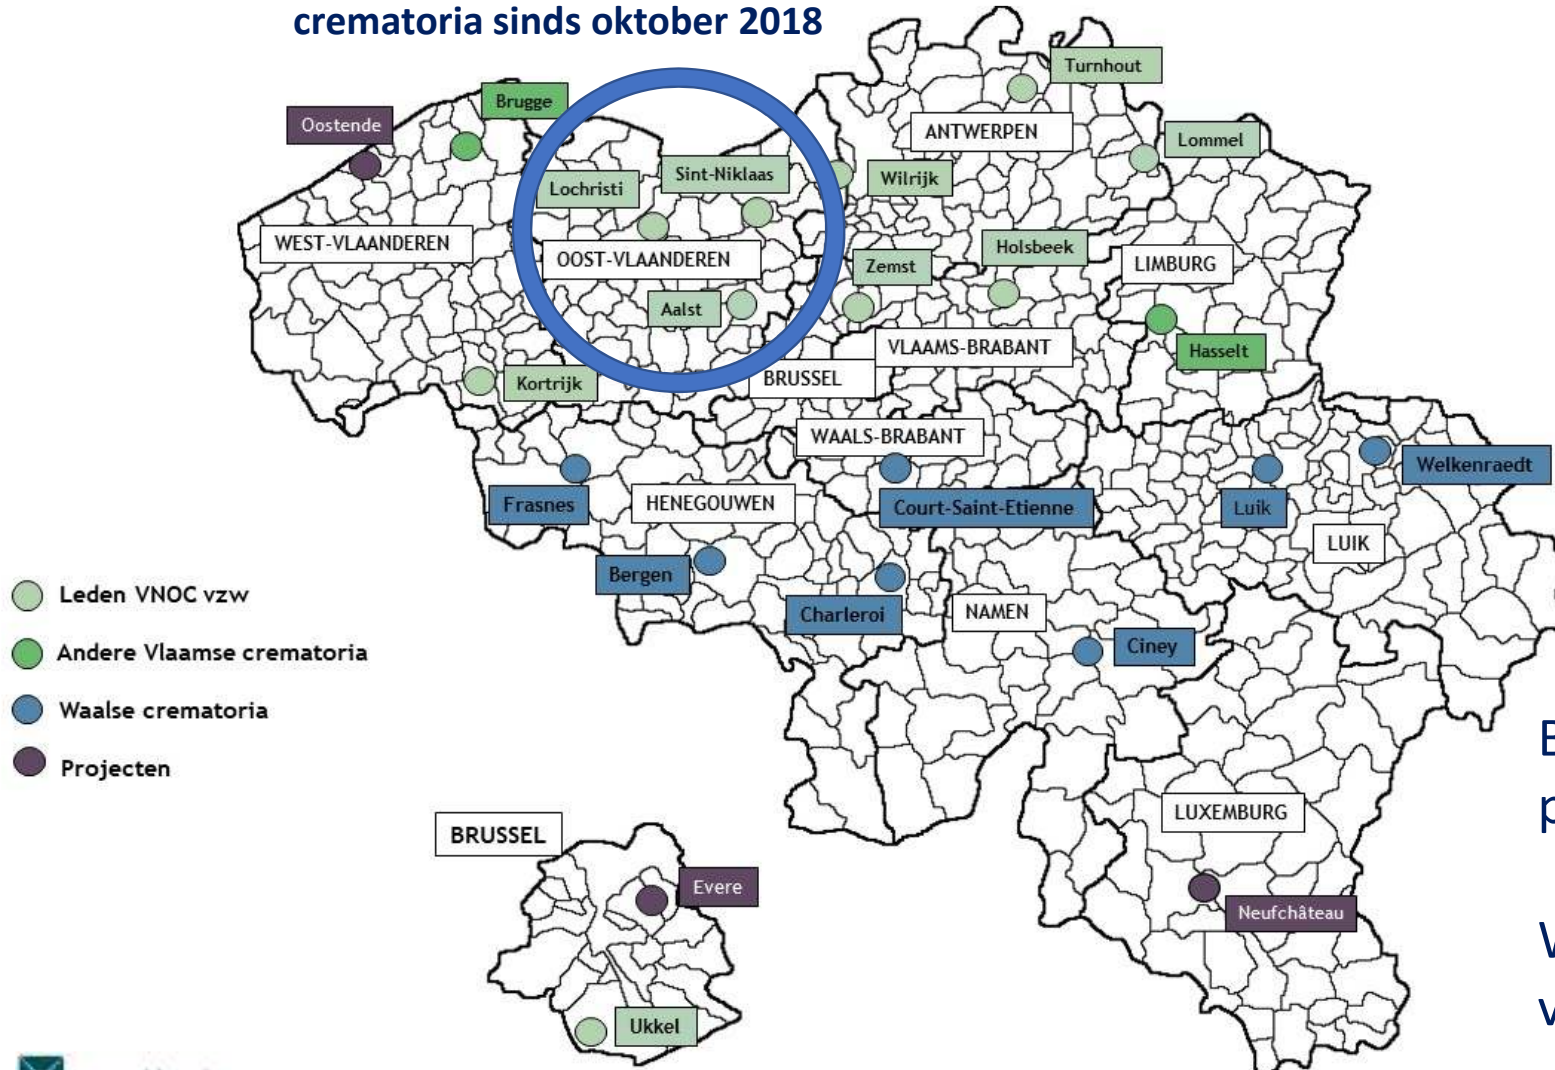 crematoria sinds oktober 2018
Turnhout
Brugge
Oostende
ANTWERPEN
Lommel
Sint-Niklaas
Wilrijk
Lochristi
WEST-VLAANDEREN
OOST-VLAANDEREN
Holsbeek
Zemst
LIMBURG
Aalst
VLAAMS-BRABANT
Hasselt
BRUSSEL
Kortrijk
WAALS-BRABANT
Welkenraedt
Frasnes
HENEGOUWEN
Court-Saint-Etienne
Luik
LUIK
Bergen
Charleroi
NAMEN
Ciney
Leden VNOC vzw
Andere Vlaamse crematoria
Waalse crematoria
Projecten
LUXEMBURG
BRUSSEL
Evere
Neufchâteau
Ukkel